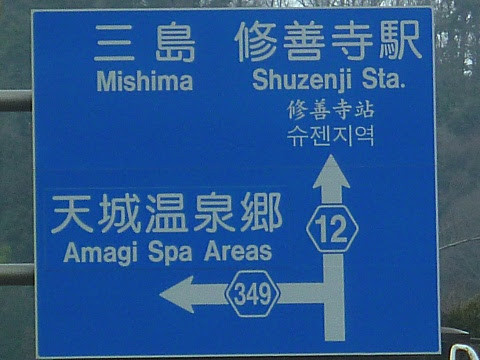 三島 修善寺駅
Mishima Shuzenji Sta.
修善寺站
슈젠지역
天城温泉郷
Amagi Spa Areas
12
349